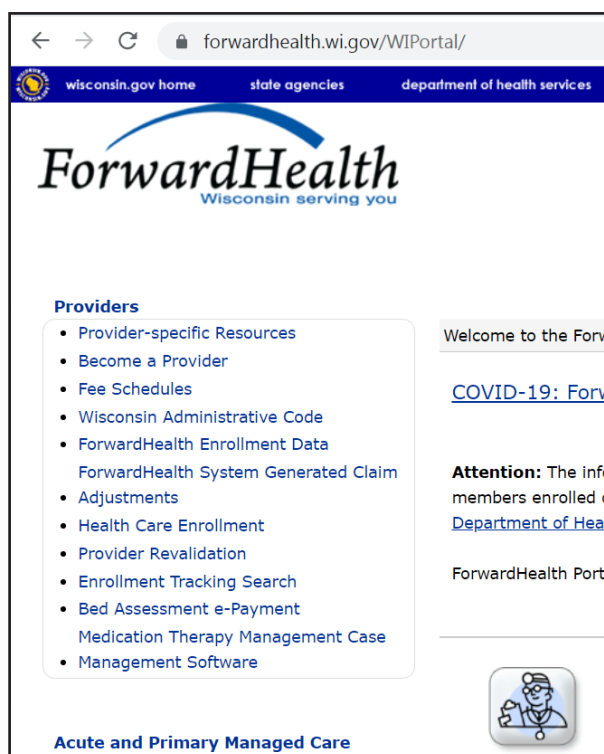 forwardhealth.wi.gov/WIPortal/
wisconsin.gov home state agencies department of health services
ForwardHealth
Wisconsin serving you
Providers
Provider-specific Resources
Become a Provider
Fee Schedules
Wisconsin Administrative Code
ForwardHealth Enrollment Data
ForwardHealth System Generated Claim
Adjustments
Health Care Enrollment
Provider Revalidation
Enrollment Tracking Search
Bed Assessment e-Payment
Medication Therapy Management Case
Management Software
Acute and Primary Managed Care
Welcome to the Forw
COVID-19: Forw
Attention: The info
members enrolled
Department of Hea
ForwardHealth Port